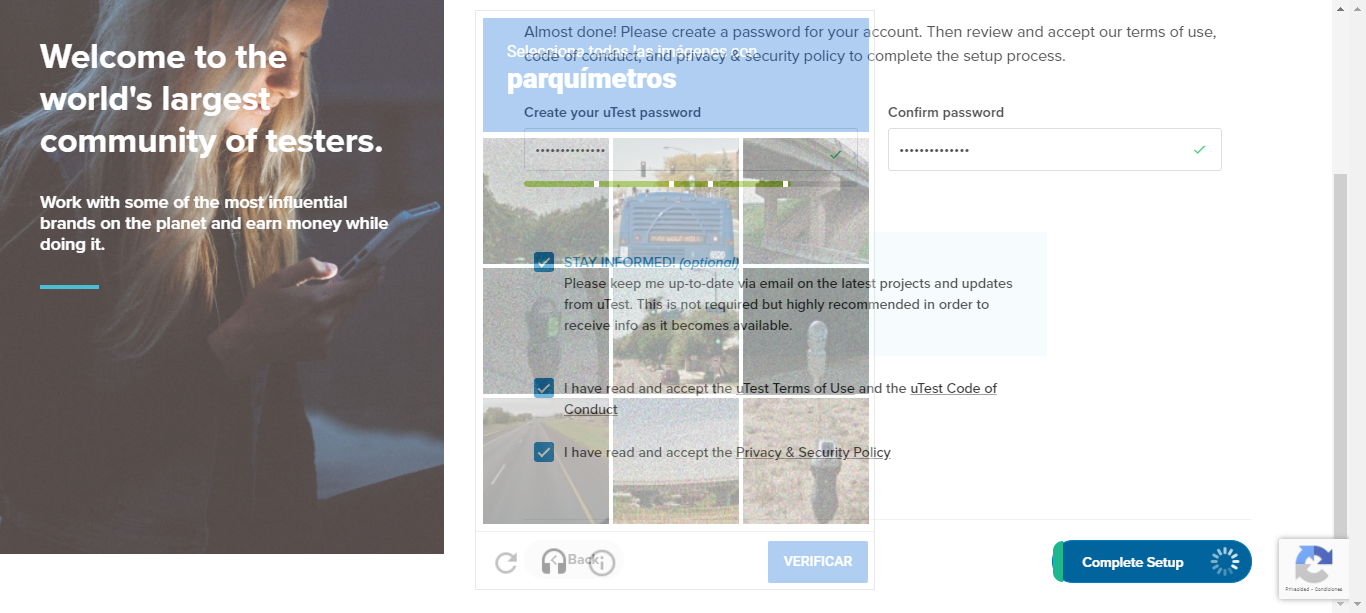 Welcome to the
world's largest
community of testers.
Work with some of the most influential
brands on the planet and earn money while
doing it.
Almost done! Please create a password for your account. Then review and accept our terms of use,
code of conduct, and privacy & security policy to complete the setup process.
Selecciona todas las imágenes con
parquímetros
Create your uTest password
Confirm password
STAY INFORMED! (optional)
Please keep me up-to-date via email on the latest projects and updates
from uTest. This is not required but highly recommended in order to
receive info as it becomes available.
I have read and accept the uTest Terms of Use and the uTest Code of
Conduct
I have read and accept the Privacy & Security Policy
Back
VERIFICAR
Complete Setup
Privacidad - Condiciones